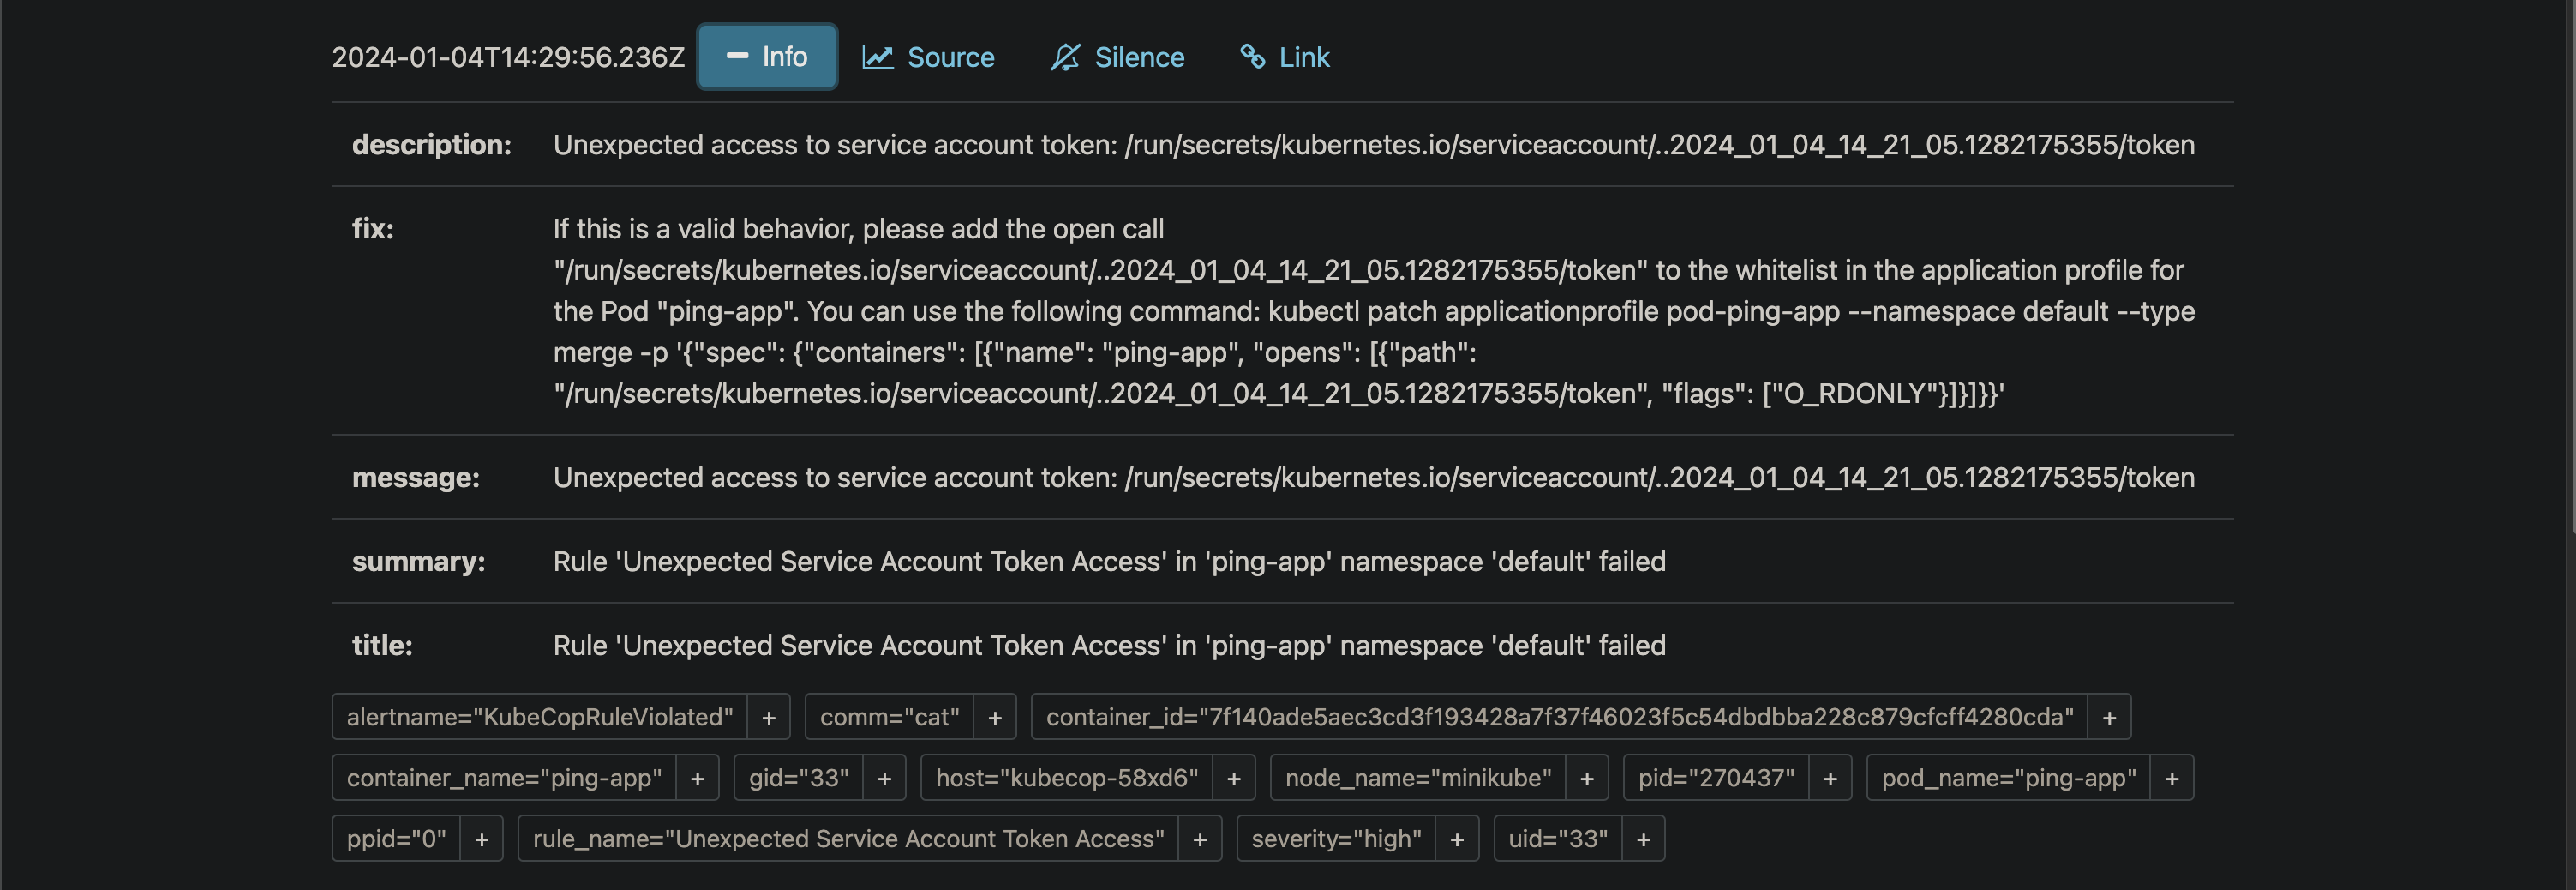 2024-01-04T14:29:56.236Z Info Source Silence Link
description: Unexpected access to service account token: /run/secrets/kubernetes.io/serviceaccount/..2024_01_04_14_21_05.1282175355/token
fix: If this is a valid behavior, please add the open call
"/run/secrets/kubernetes.io/serviceaccount/..2024_01_04_14_21_05.1282175355/token" to the whitelist in the application profile for
the Pod "ping-app". You can use the following command: kubectl patch applicationprofile pod-ping-app --namespace default --type
merge -p '{"spec": {"containers": [{"name": "ping-app", "opens": [{"path":
"/run/secrets/kubernetes.io/serviceaccount/..2024_01_04_14_21_05.1282175355/token", "flags": ["O_RDONLY"}]}]}}'
message: Unexpected access to service account token: /run/secrets/kubernetes.io/serviceaccount/..2024_01_04_14_21_05.1282175355/token
summary: Rule 'Unexpected Service Account Token Access' in 'ping-app' namespace 'default' failed
title: Rule 'Unexpected Service Account Token Access' in 'ping-app' namespace 'default' failed
alertname="KubeCopRuleViolated" + comm="cat" + container_id="7f140ade5aec3cd3f193428a7f37f46023f5c54dbdbba228c879cfcff4280cda" +
container_name="ping-app" + gid="33" + host="kubecop-58xd6" + node_name="minikube" + pid="270437" + pod_name="ping-app" +
ppid="0" + rule_name="Unexpected Service Account Token Access" + severity="high" + uid="33" +